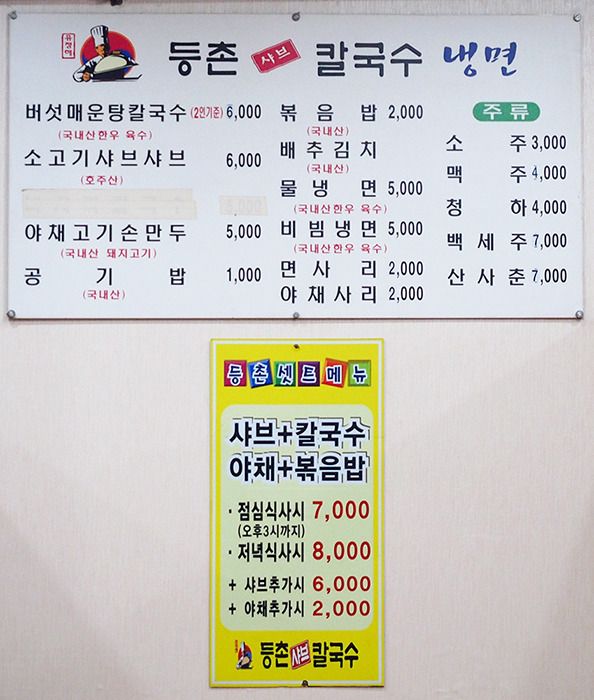 등촌 샤브 칼국수 냉면
버섯매운탕칼국수(2인기준) 6,000
(국내산한우 육수)
소고기샤브샤브 6,000
(호주산)
야채고기손만두 5,000
(국내산 돼지고기)
공기밥 1,000
(국내산)
볶음밥 2,000
(국내산)
배추김치
(국내산)
물냉면 5,000
(국내산한우 육수)
비빔냉면 5,000
(국내산한우 육수)
면사리 2,000
야채사리 2,000
주류
소주 3,000
맥주 4,000
청하 4,000
백세주 7,000
산사춘 7,000
등촌셋트메뉴
샤브+칼국수
야채+볶음밥
· 점심식사시 7,000
(오후3시까지)
· 저녁식사시 8,000
+ 샤브추가시 6,000
+ 야채추가시 2,000
등촌 샤브 칼국수